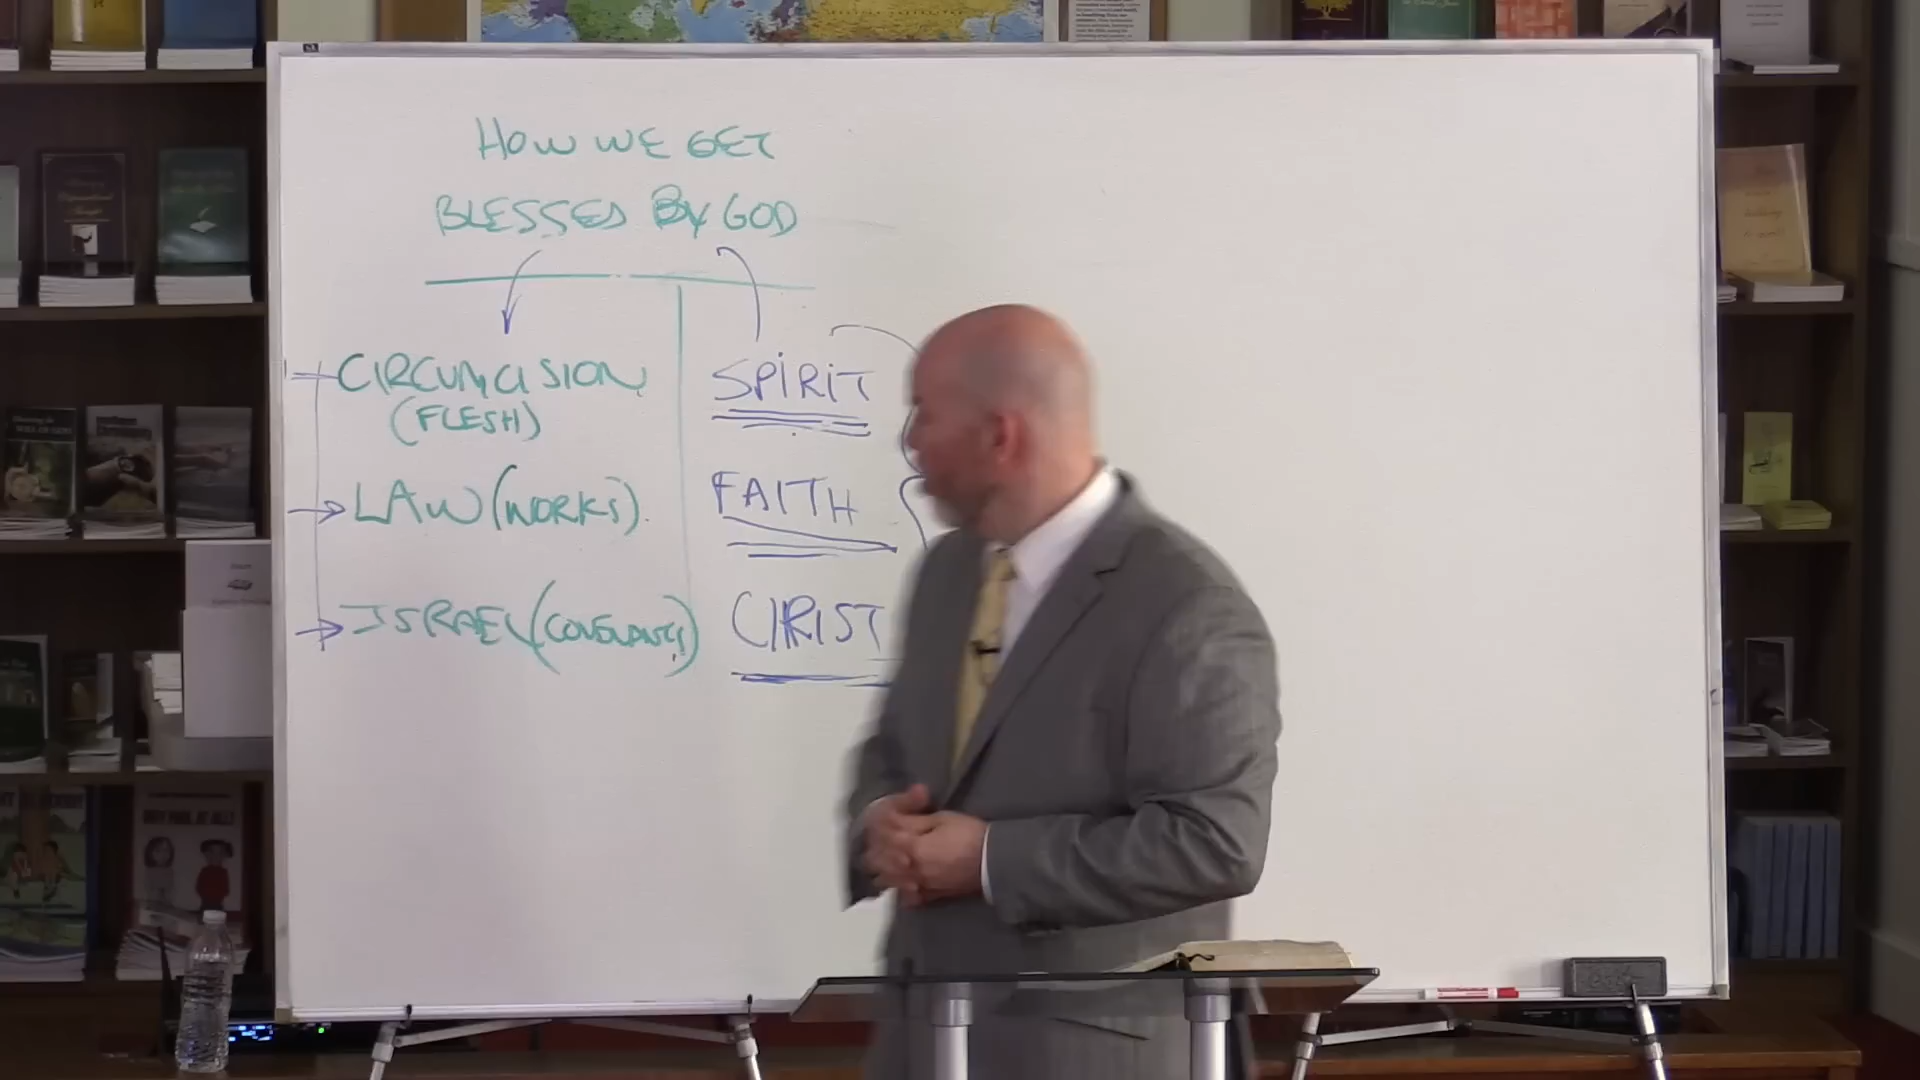 HOW WE GET
BLESSED BY GOD
CIRCUMCISION
(FLESH)
SPIRIT
LAW (WORKS).
FAITH
ISRAEL (COVENANTS)
CHRIST